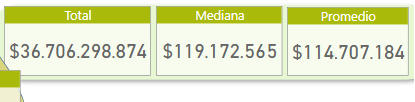 Total Mediana Promedio
$36.706.298.874 $119.172.565 $114.707.184